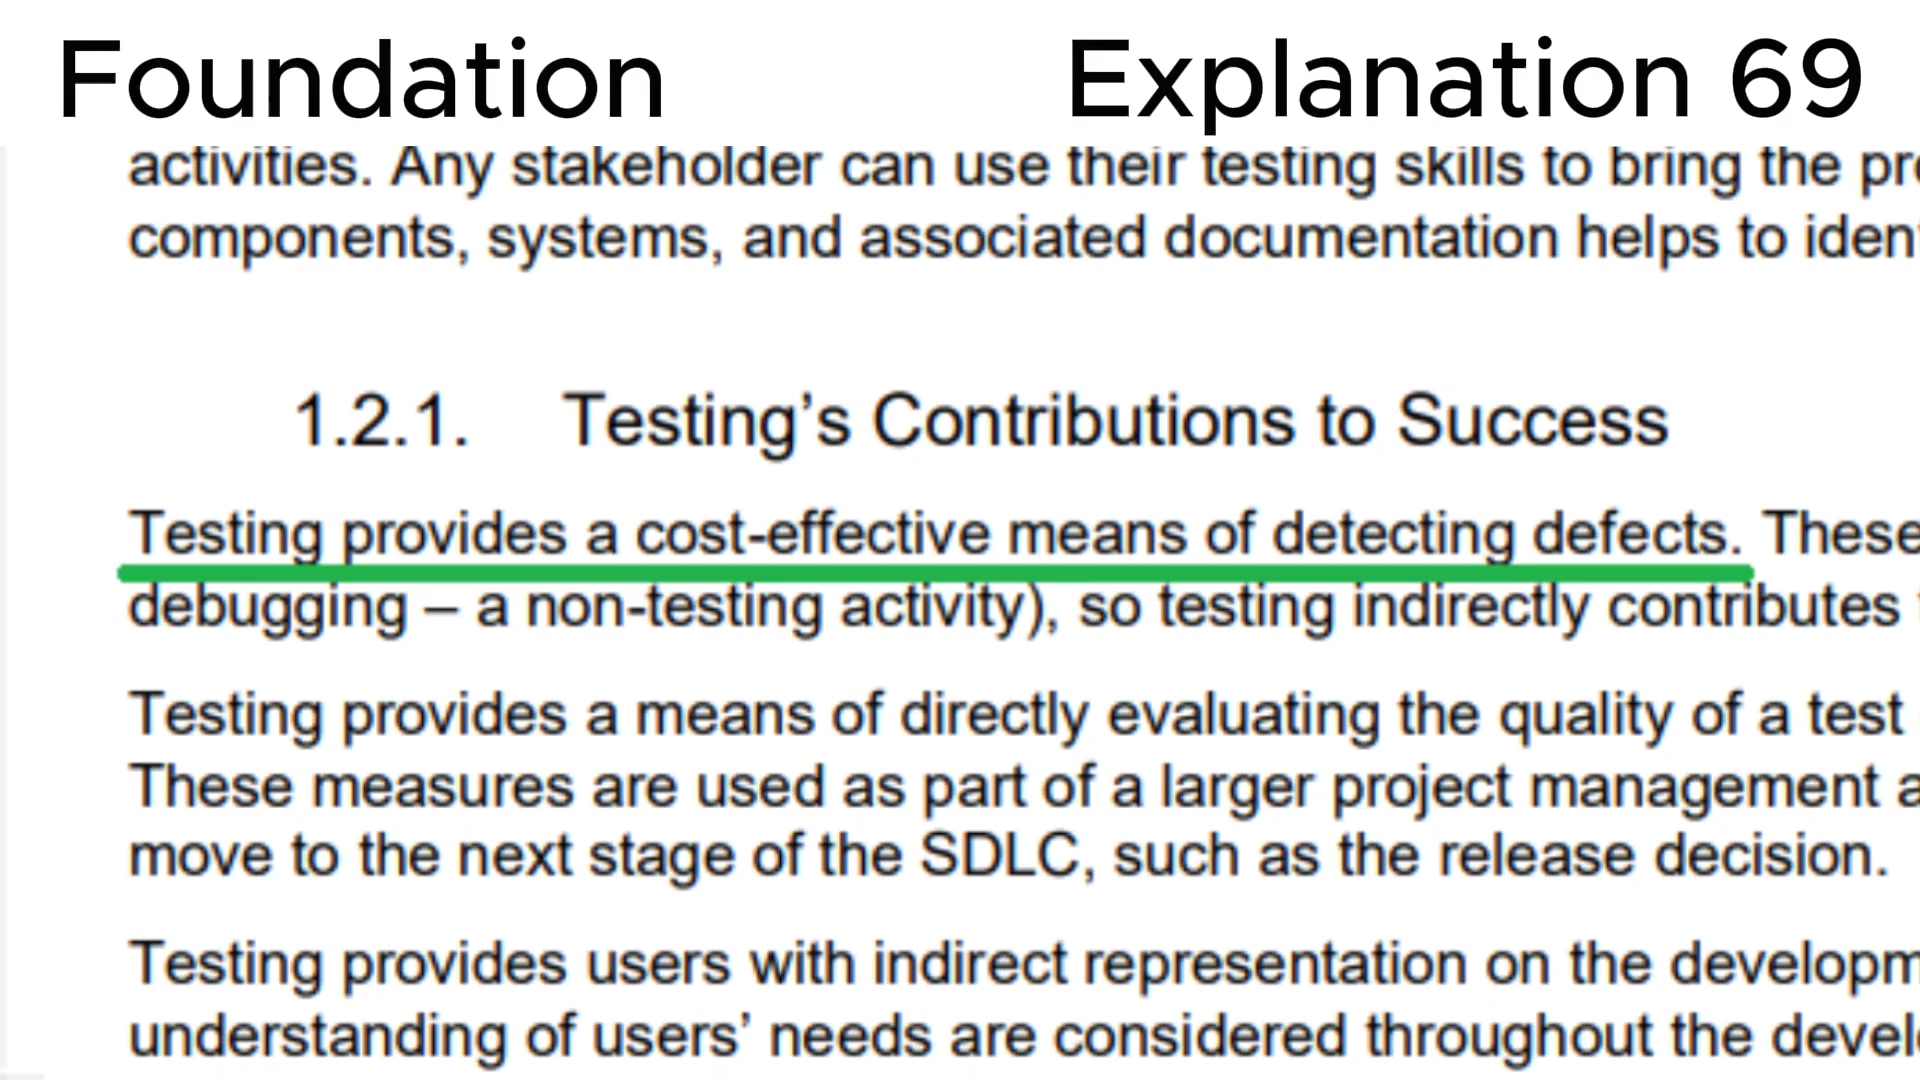 Foundation Explanation 69
activities. Any stakeholder can use their testing skills to bring the
components, systems, and associated documentation helps to
1.2.1. Testing’s Contributions to Success
Testing provides a cost-effective means of detecting defects. These
debugging – a non-testing activity), so testing indirectly contributes
Testing provides a means of directly evaluating the quality of a test
These measures are used as part of a larger project management
move to the next stage of the SDLC, such as the release decision.
Testing provides users with indirect representation on the
understanding of users’ needs are considered throughout the